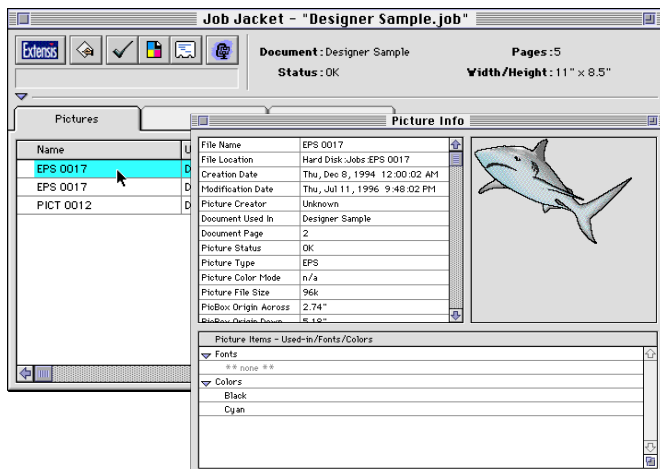 Job Jacket - "Designer Sample.job"
Extensis
Document: Designer Sample
Pages: 5
Status: OK
Width/Height: 11" x 8.5"
Pictures
Name
U
EPS 0017
D
EPS 0017
D
PICT 0012
D
Picture Info
File Name EPS 0017
File Location Hard Disk:Jobs:EPS 0017
Creation Date Thu, Dec 8, 1994 12:00:02 AM
Modification Date Thu, Jul 11, 1996 9:48:02 PM
Picture Creator Unknown
Document Used In Designer Sample
Document Page 2
Picture Status OK
Picture Type EPS
Picture Color Mode n/a
Picture File Size 96k
PicBox Origin Across 2.74"
PicBox Origin Down 5.18"
Picture Items - Used-in/Fonts/Colors
Fonts
** none **
Colors
Black
Cyan